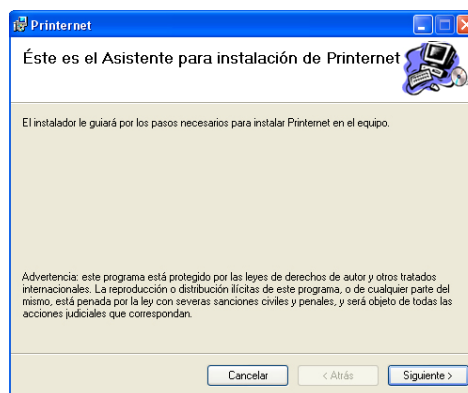 Printernet
Éste es el Asistente para instalación de Printernet
El instalador le guiará por los pasos necesarios para instalar Printernet en el equipo.
Advertencia: este programa está protegido por las leyes de derechos de autor y otros tratados
internacionales. La reproducción o distribución ilícitas de este programa, o de cualquier parte del
mismo, está penada por la ley con severas sanciones civiles y penales, y será objeto de todas las
acciones judiciales que correspondan.
Cancelar
< Atrás
Siguiente >